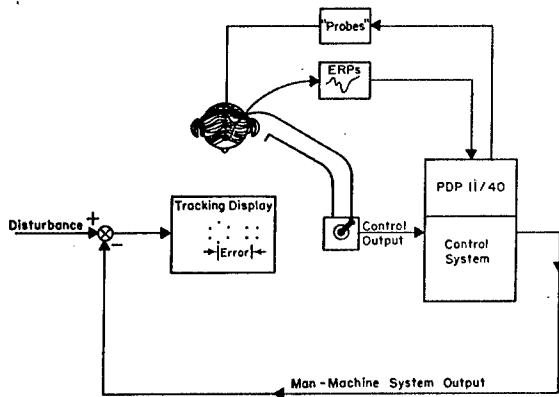 "Probes"
ERPs
PDP 11/40
Tracking Display
Disturbance
+
−
Error
Control
Output
Control
System
Man-Machine System Output